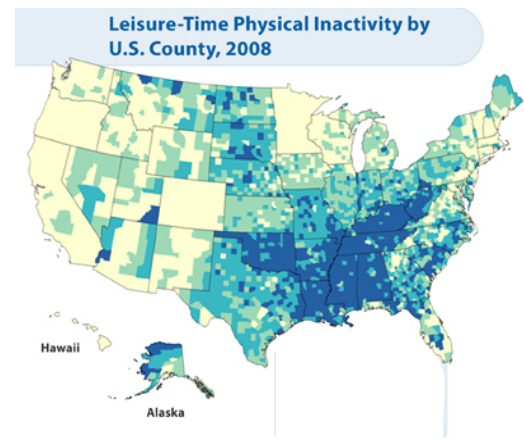 Leisure-Time Physical Inactivity by
U.S. County, 2008
Hawaii
Alaska